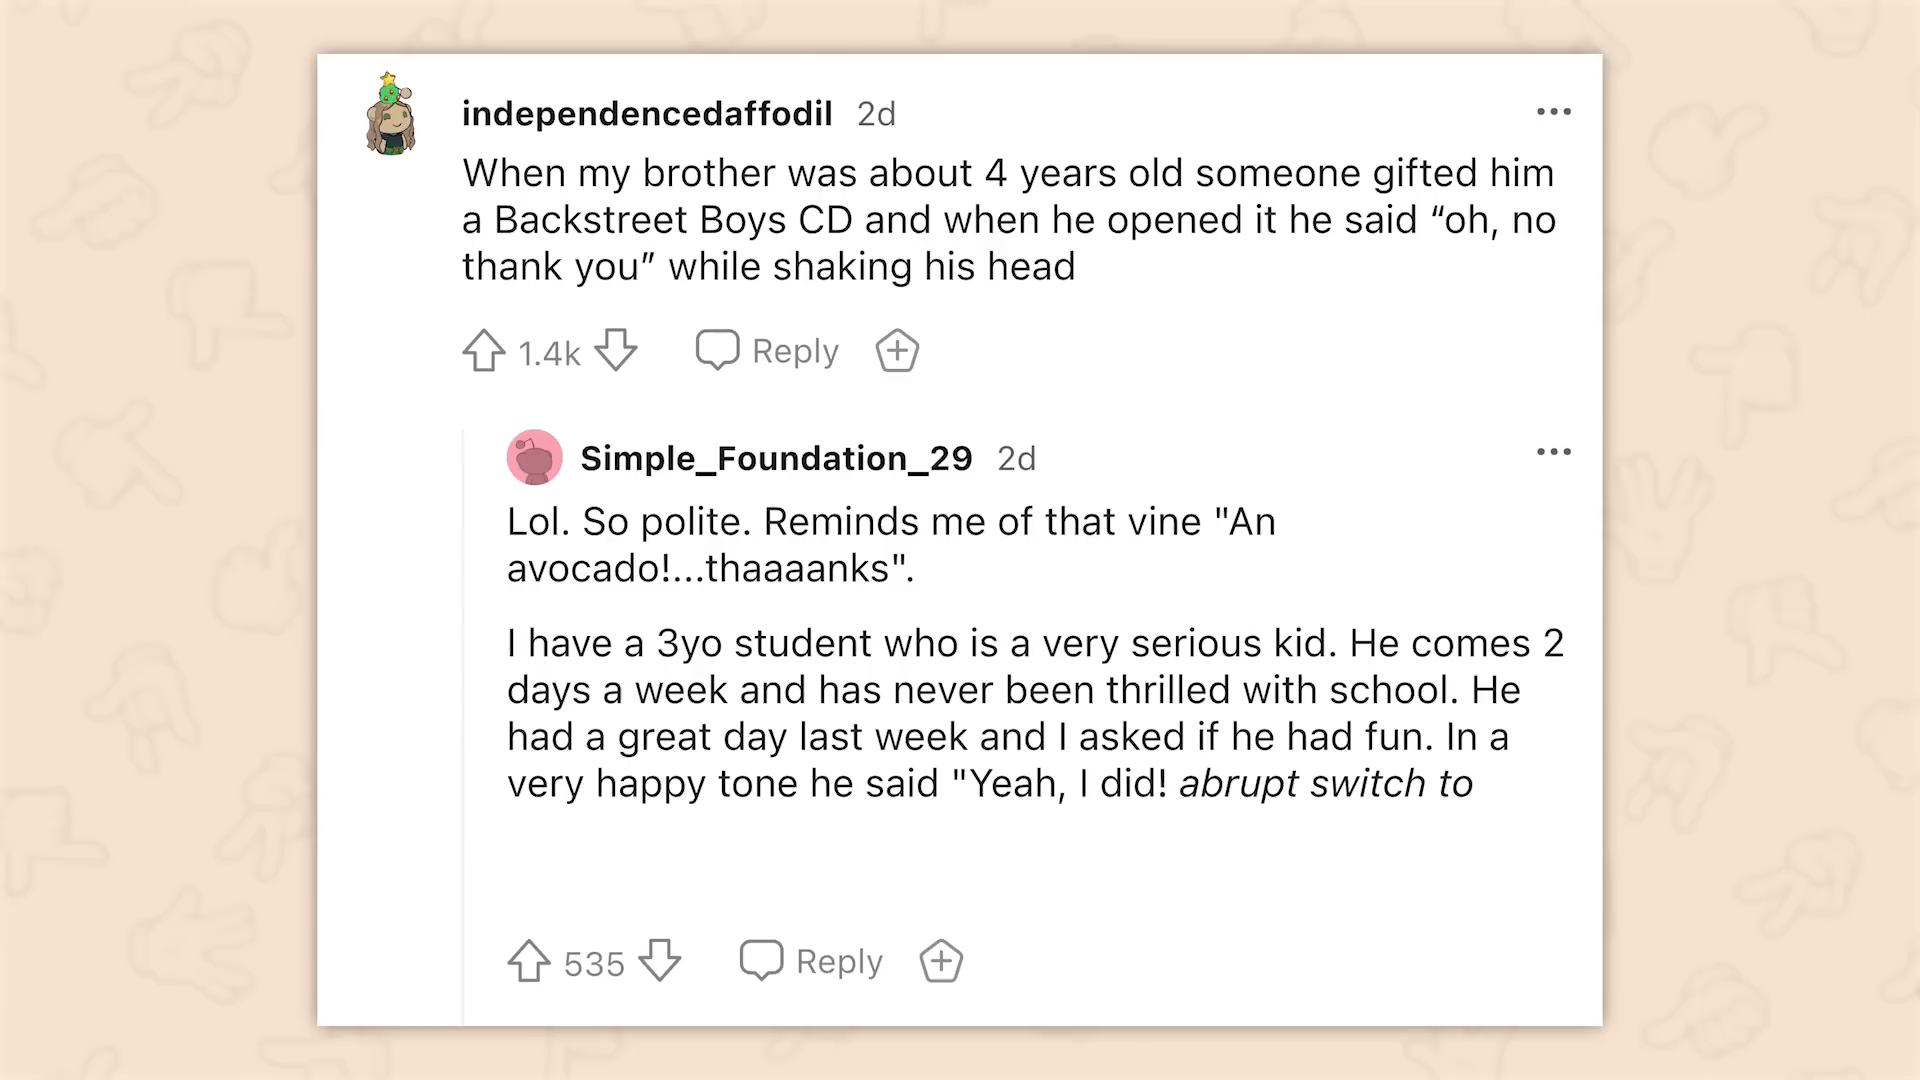 independencedaffodil 2d
When my brother was about 4 years old someone gifted him
a Backstreet Boys CD and when he opened it he said “oh, no
thank you” while shaking his head
1.4k Reply
Simple_Foundation_29 2d
Lol. So polite. Reminds me of that vine "An
avocado!...thaaaanks".
I have a 3yo student who is a very serious kid. He comes 2
days a week and has never been thrilled with school. He
had a great day last week and I asked if he had fun. In a
very happy tone he said "Yeah, I did! abrupt switch to
535 Reply